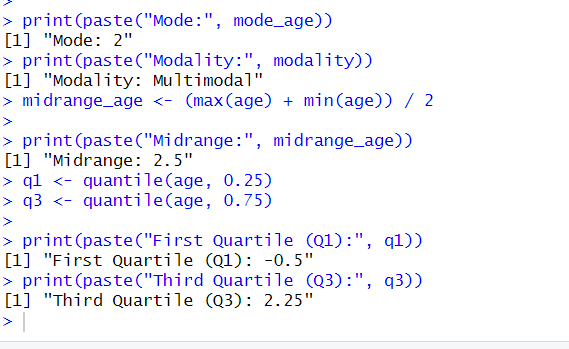 >
> print(paste("Mode:", mode_age))
[1] "Mode: 2"
> print(paste("Modality:", modality))
[1] "Modality: Multimodal"
> midrange_age <- (max(age) + min(age)) / 2
>
> print(paste("Midrange:", midrange_age))
[1] "Midrange: 2.5"
> q1 <- quantile(age, 0.25)
> q3 <- quantile(age, 0.75)
>
> print(paste("First Quartile (Q1):", q1))
[1] "First Quartile (Q1): -0.5"
> print(paste("Third Quartile (Q3):", q3))
[1] "Third Quartile (Q3): 2.25"
>